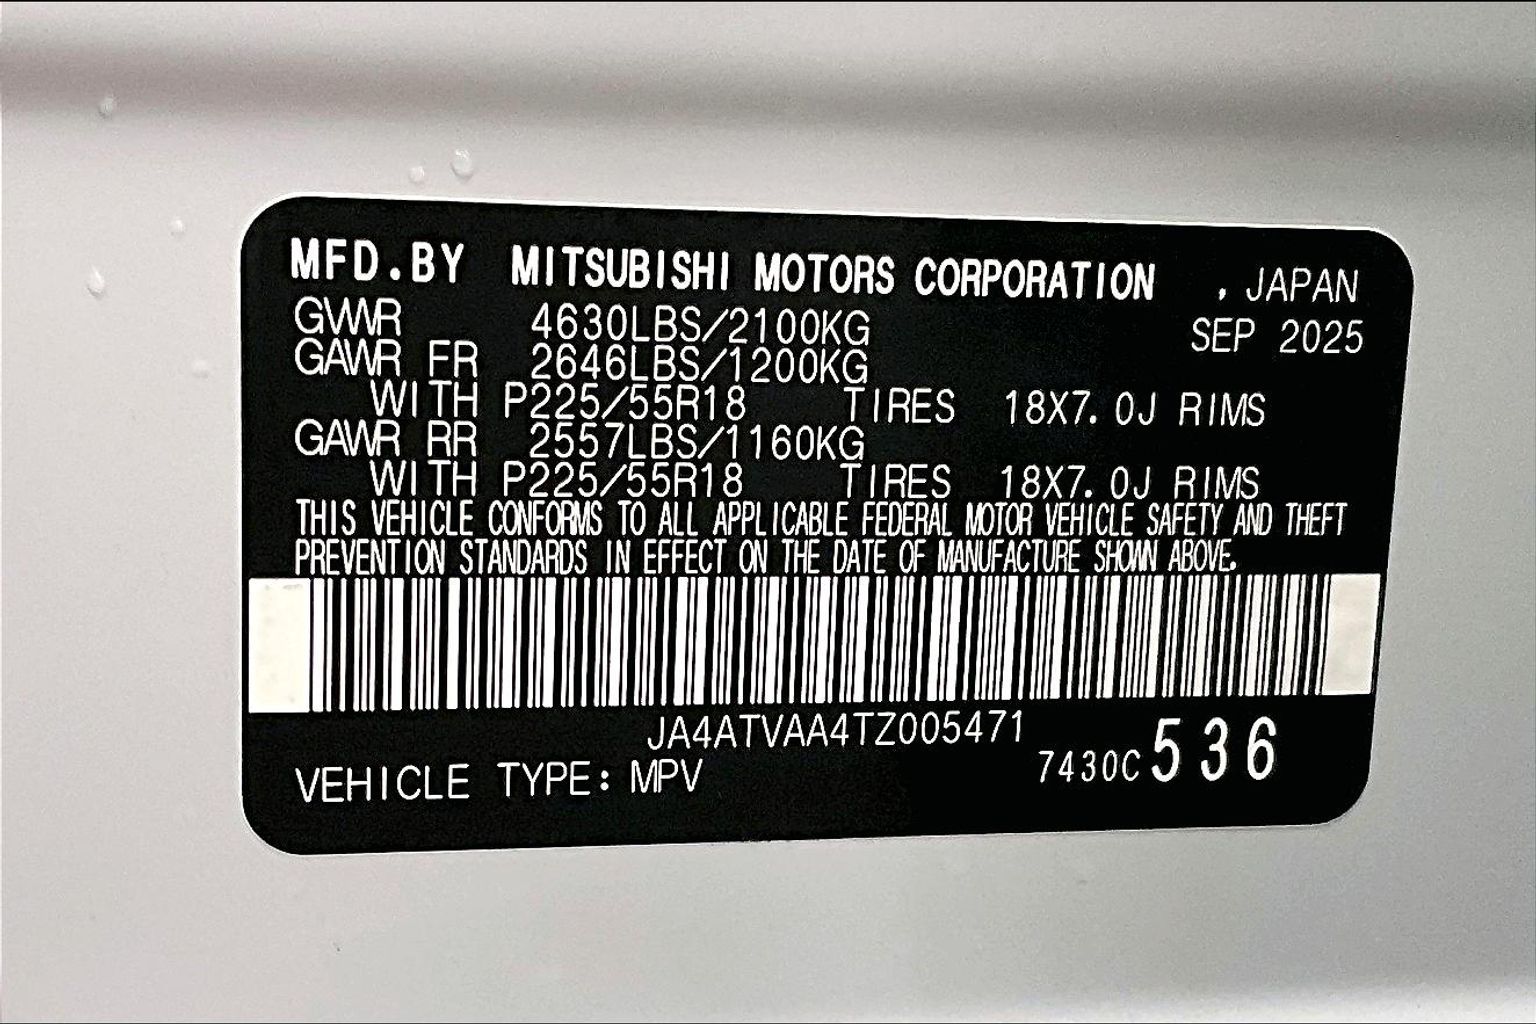 MFD.BY MITSUBISHI MOTORS CORPORATION , JAPAN
GVWR 4630LBS/2100KG SEP 2025
GAWR FR 2646LBS/1200KG
WITH P225/55R18 TIRES 18X7.0J RIMS
GAWR RR 2557LBS/1160KG
WITH P225/55R18 TIRES 18X7.0J RIMS
THIS VEHICLE CONFORMS TO ALL APPLICABLE FEDERAL MOTOR VEHICLE SAFETY AND THEFT
PREVENTION STANDARDS IN EFFECT ON THE DATE OF MANUFACTURE SHOWN ABOVE.
JA4ATVAA4TZ005471
7430C 536
VEHICLE TYPE: MPV